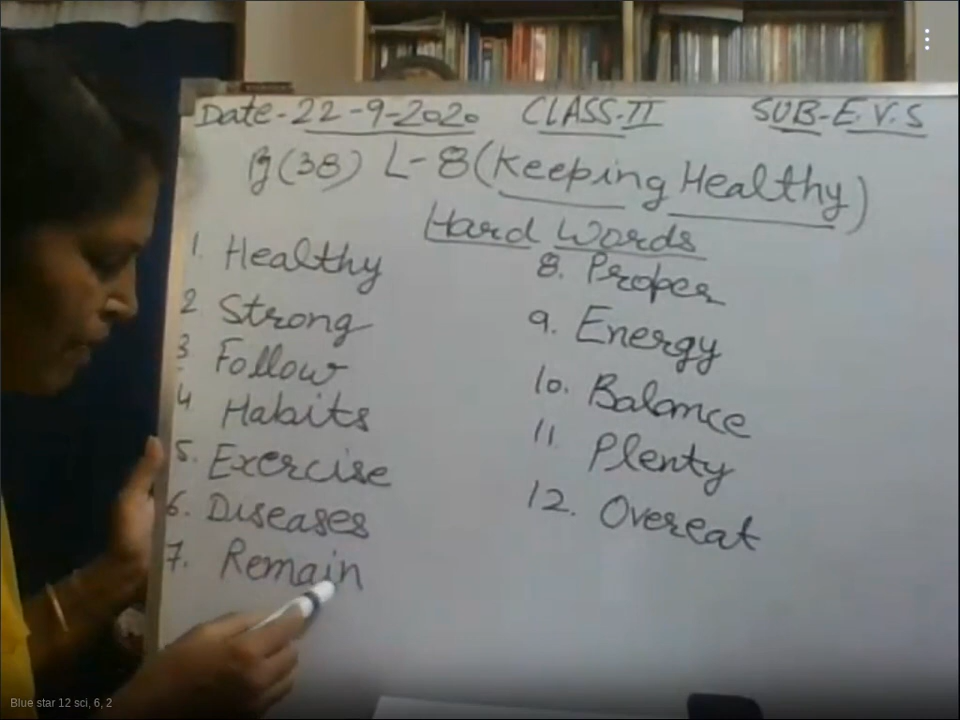 Date-22-9-2020 CLASS-II SUB-E.V.S
Pg(38) L-8(Keeping Healthy)
Hard Words
1. Healthy
2 Strong
3 Follow
4 Habits
5. Exercise
6. Diseases
7. Remain
8. Proper
9. Energy
10. Balance
11. Plenty
12. Overeat
Blue star 12 sci, 6, 2